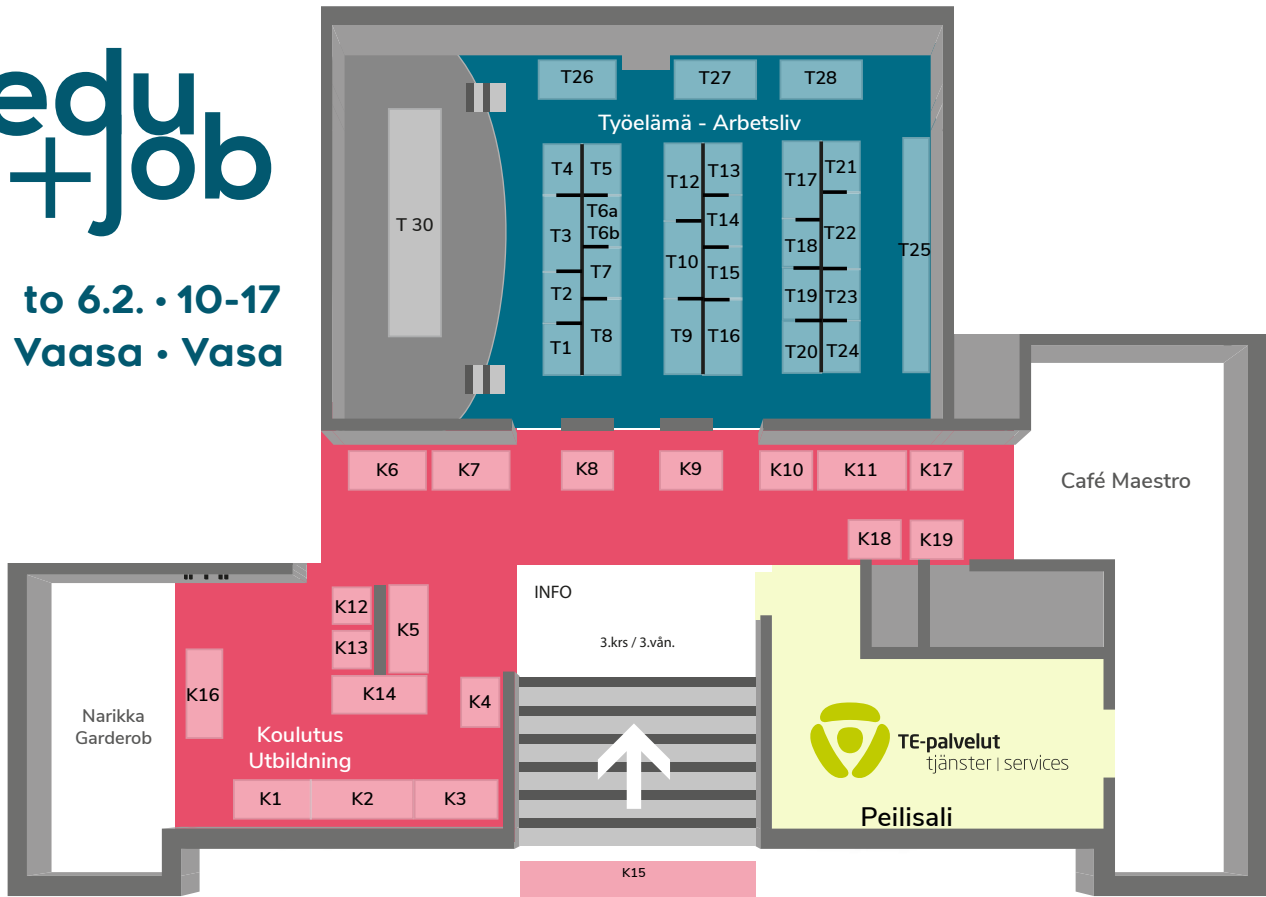 edu
+job
to 6.2. • 10-17
Vaasa • Vasa
T26
T27
T28
Työelämä - Arbetsliv
T 30
T4
T5
T3
T6a
T6b
T2
T7
T1
T8
T12
T13
T14
T10
T15
T9
T16
T17
T21
T18
T22
T19
T23
T20
T24
T25
K6
K7
K8
K9
K10
K11
K17
K18
K19
Café Maestro
INFO
3.krs / 3.vån.
K12
K13
K5
K14
K16
K4
Narikka
Garderob
Koulutus
Utbildning
K1
K2
K3
TE-palvelut
tjänster | services
Peilisali
K15